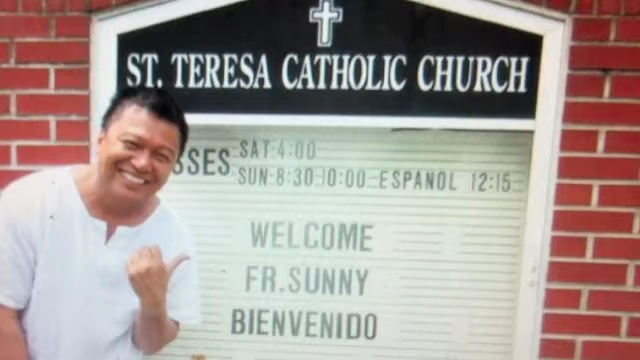 ST. TERESA CATHOLIC CHURCH
SSES SAT 4:00
SUN 8:30 10:00 ESPANOL 12:15
WELCOME
FR. SUNNY
BIENVENIDO